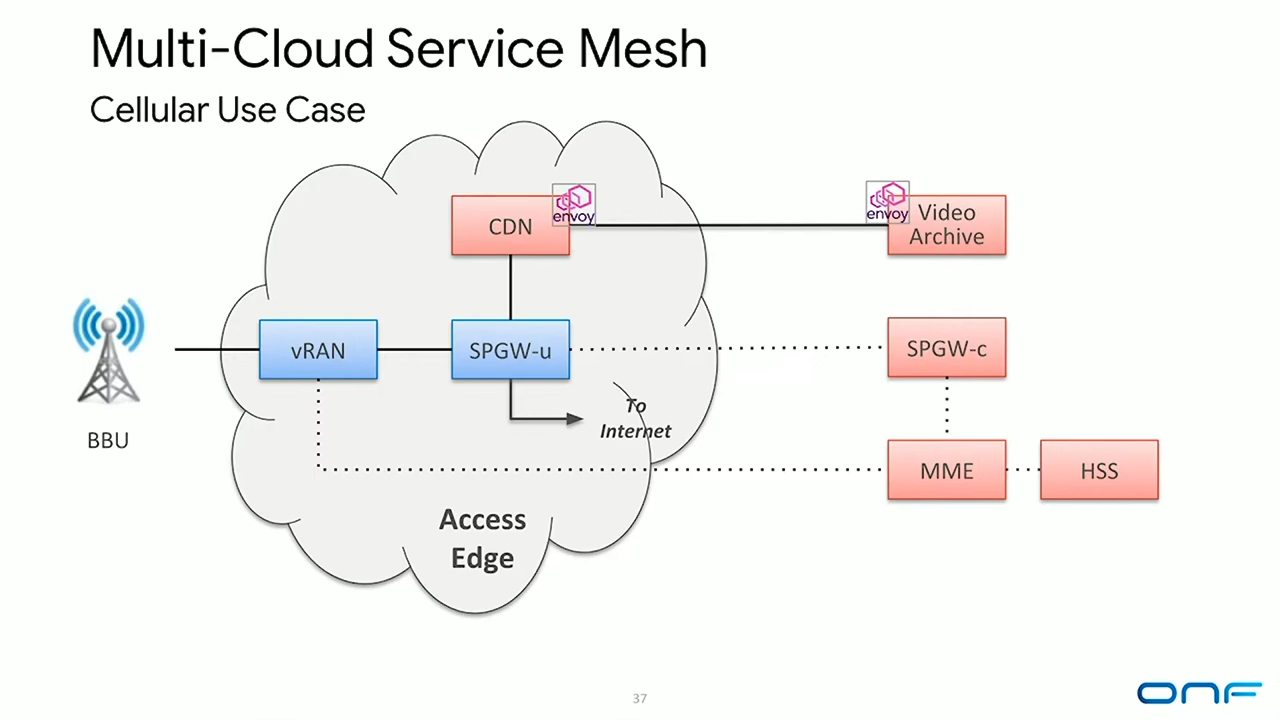 Multi-Cloud Service Mesh
Cellular Use Case
CDN
envoy
envoy
Video
Archive
vRAN
SPGW-u
SPGW-c
To
Internet
BBU
MME
HSS
Access
Edge
37
ONF